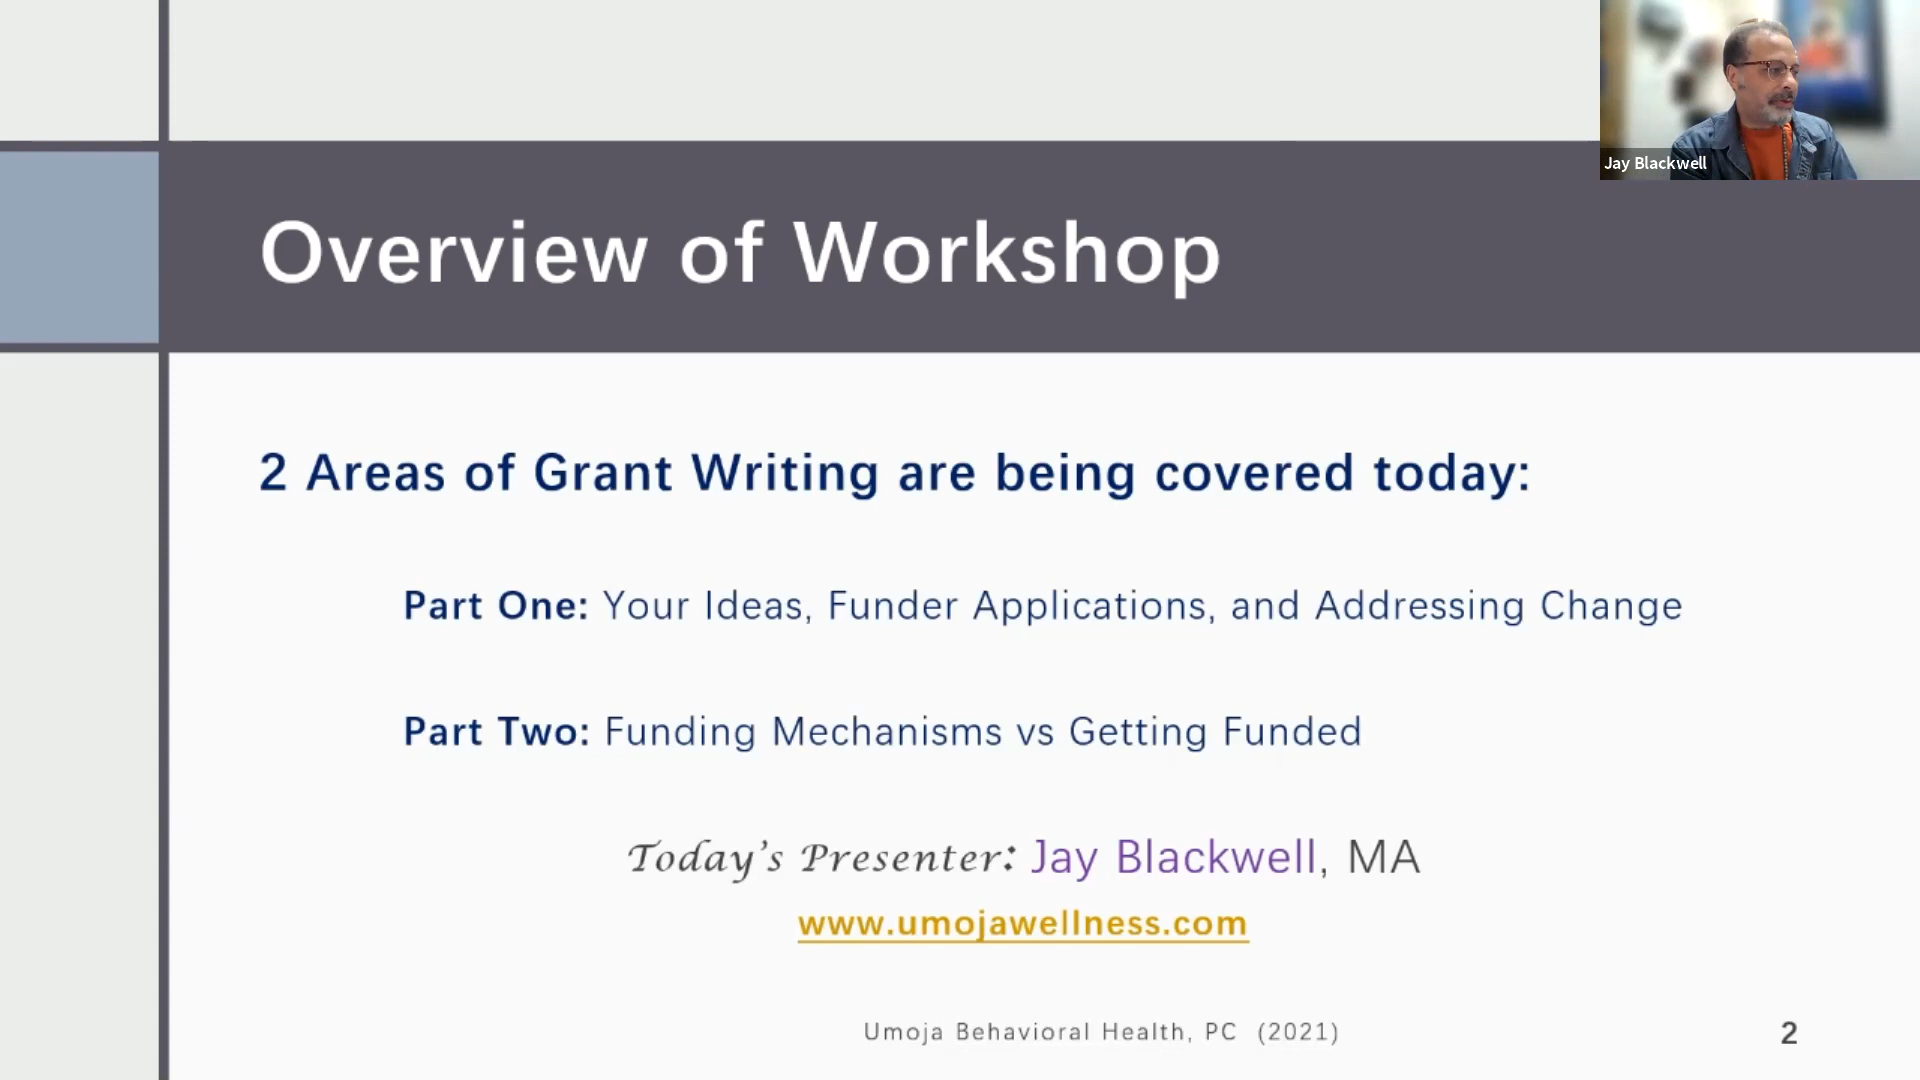 Jay Blackwell
Overview of Workshop
2 Areas of Grant Writing are being covered today:
Part One: Your Ideas, Funder Applications, and Addressing Change
Part Two: Funding Mechanisms vs Getting Funded
Today's Presenter: Jay Blackwell, MA
www.umojawellness.com
Umoja Behavioral Health, PC (2021)
2